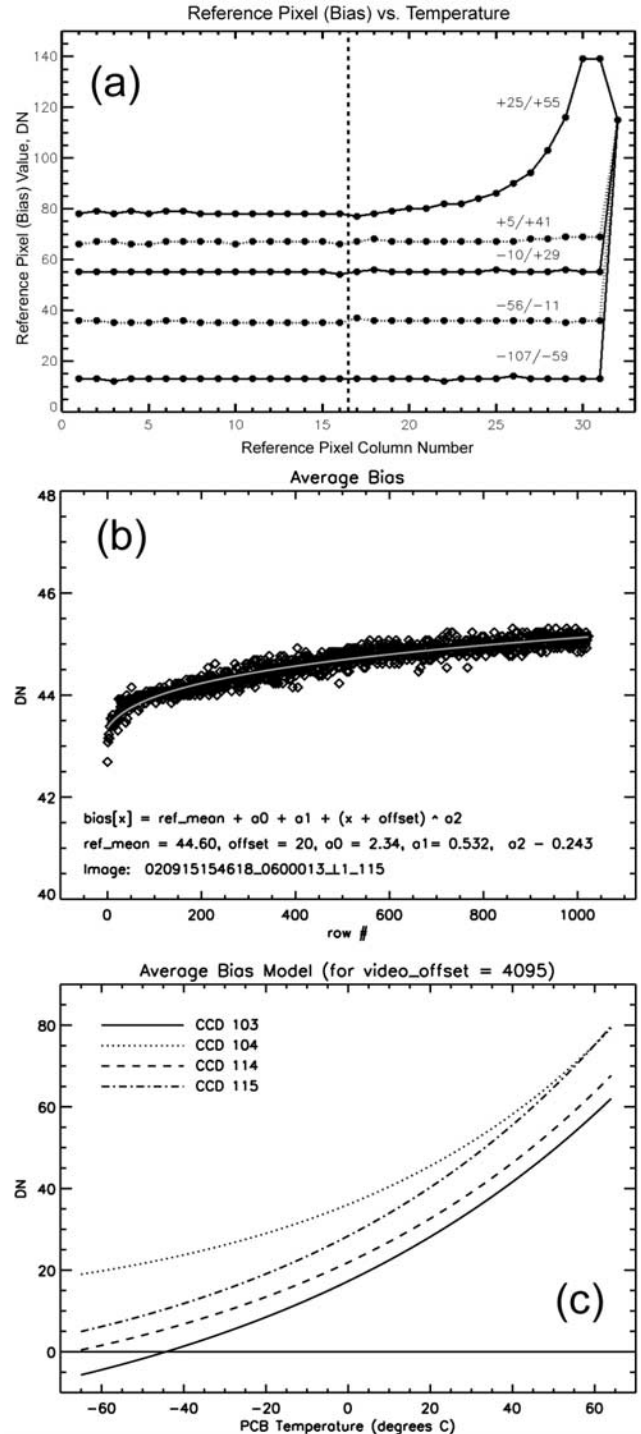 Reference Pixel (Bias) vs. Temperature
(a)
Reference Pixel (Bias) Value, DN
140
120
100
80
60
40
20
0
+25/+55
+5/+41
-10/+29
-56/-11
-107/-59
0 5 10 15 20 25 30
Reference Pixel Column Number
Average Bias
(b)
DN
48
46
44
42
40
bias[x] = ref_mean + a0 + a1 + (x + offset) ^ a2
ref_mean = 44.60, offset = 20, a0 = 2.34, a1= 0.532, a2 - 0.243
Image: 020915154618_0600013_L1_115
0 200 400 600 800 1000
row #
Average Bias Model (for video_offset = 4095)
CCD 103
CCD 104
CCD 114
CCD 115
DN
80
60
40
20
0
(c)
-60 -40 -20 0 20 40 60
PCB Temperature (degrees C)